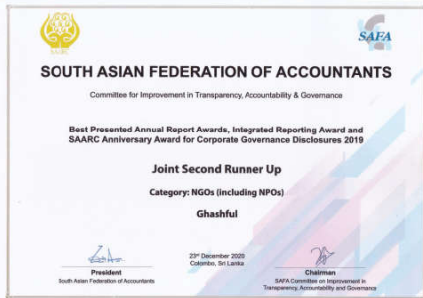 SAARC
SAFA
SOUTH ASIAN FEDERATION OF ACCOUNTANTS
Committee for Improvement in Transparency, Accountability & Governance
Best Presented Annual Report Awards, Integrated Reporting Award and
SAARC Anniversary Award for Corporate Governance Disclosures 2019
Joint Second Runner Up
Category: NGOs (including NPOs)
Ghashful
23rd December 2020
Colombo, Sri Lanka
President
South Asian Federation of Accountants
Chairman
SAFA Committee on Improvement in
Transparency, Accountability and Governance